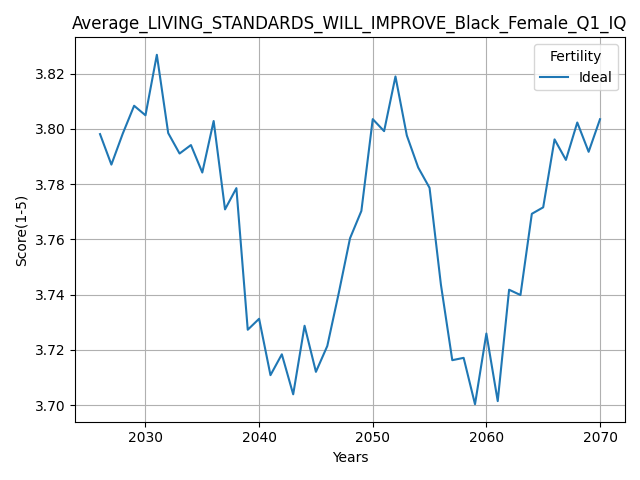 Average_LIVING_STANDARDS_WILL_IMPROVE_Black_Female_Q1_IQ
Fertility
Ideal
Score(1-5)
3.82
3.80
3.78
3.76
3.74
3.72
3.70
2030 2040 2050 2060 2070
Years